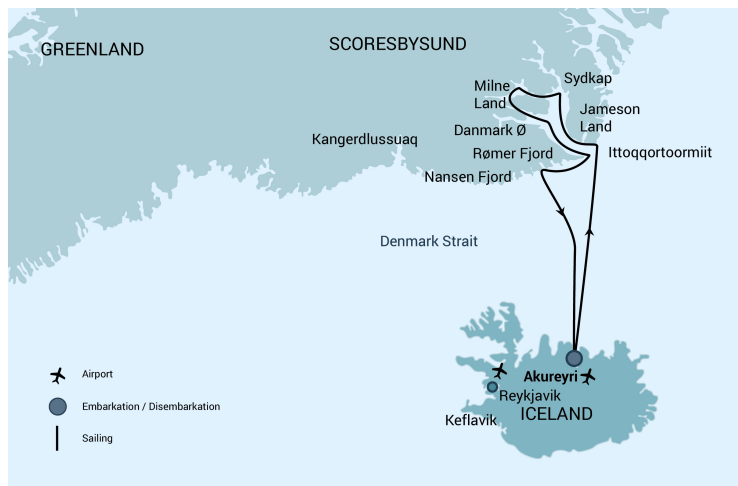 GREENLAND
SCORESBYSUND
Sydkap
Milne
Land
Jameson
Land
Danmark Ø
Kangerdlussuaq
Rømer Fjord
Ittoqqortoormiit
Nansen Fjord
Denmark Strait
Airport
Akureyri
Reykjavik
Embarkation / Disembarkation
ICELAND
Keflavik
Sailing